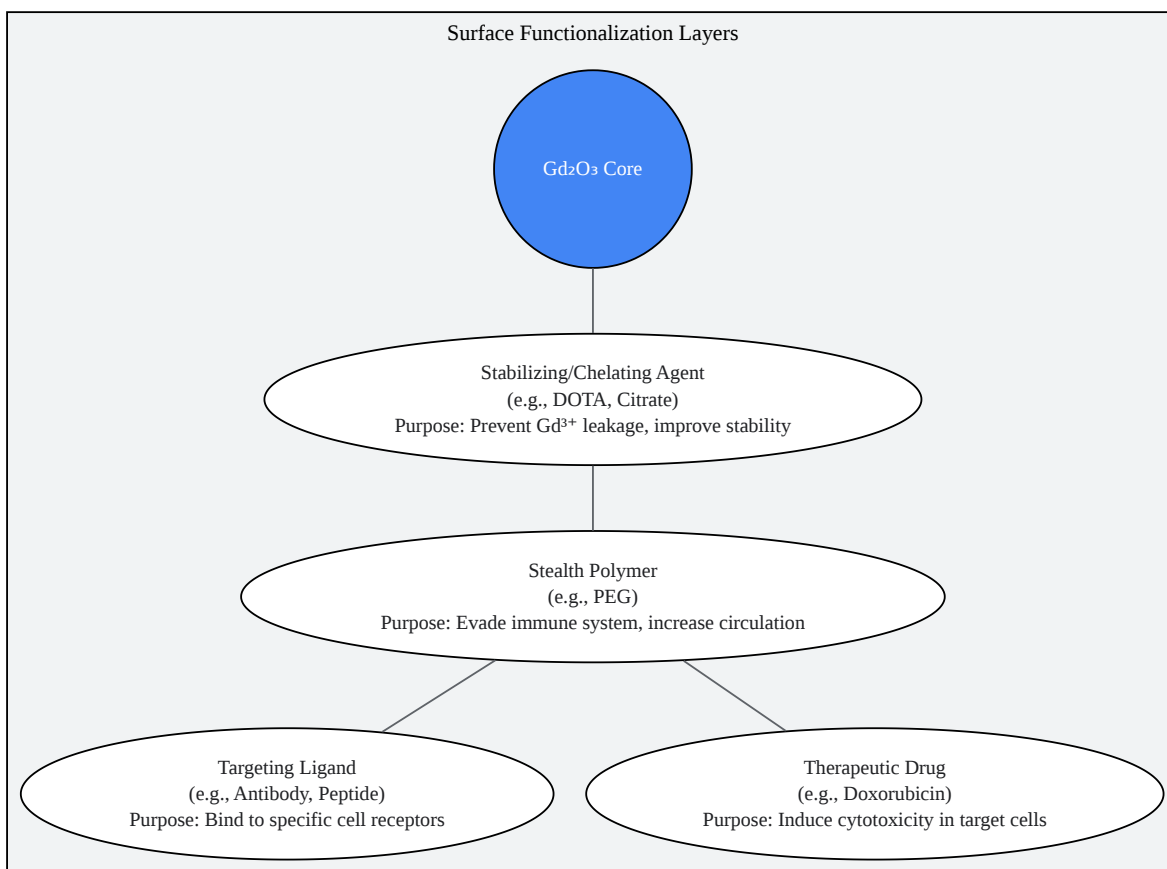 Surface Functionalization Layers
Gd₂O₃ Core
Stabilizing/Chelating Agent
(e.g., DOTA, Citrate)
Purpose: Prevent Gd³⁺ leakage, improve stability
Stealth Polymer
(e.g., PEG)
Purpose: Evade immune system, increase circulation
Targeting Ligand
(e.g., Antibody, Peptide)
Purpose: Bind to specific cell receptors
Therapeutic Drug
(e.g., Doxorubicin)
Purpose: Induce cytotoxicity in target cells